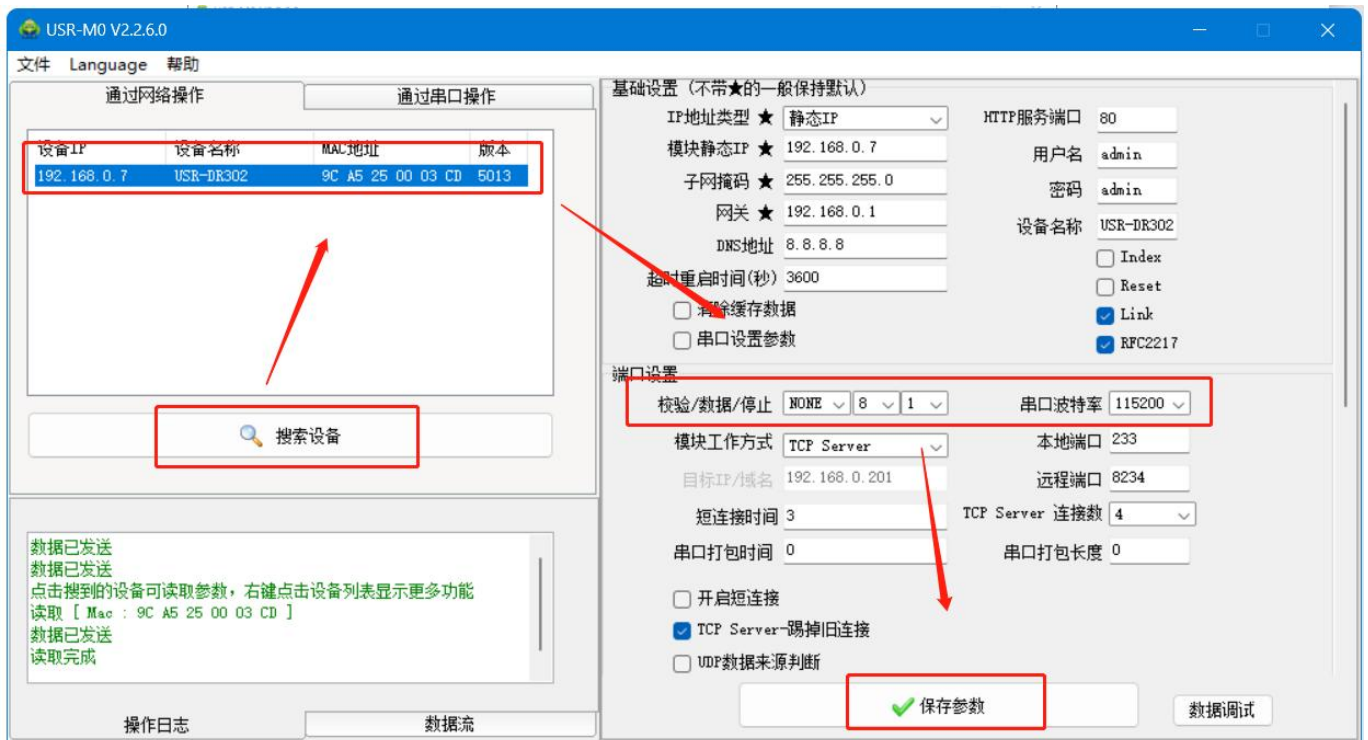 USR-M0 V2.2.6.0
文件 Language 帮助
通过网络操作 通过串口操作
设备IP 设备名称 MAC地址 版本
192.168.0.7 USR-DR302 9C A5 25 00 03 CD 5013
搜索设备
数据已发送
数据已发送
点击搜到的设备可读取参数，右键点击设备列表显示更多功能
读取 [ Mac : 9C A5 25 00 03 CD ]
数据已发送
读取完成
操作日志 数据流
基础设置（不带★的一般保持默认）
IP地址类型 ★ 静态IP HTTP服务端口 80
模块静态IP ★ 192.168.0.7 用户名 admin
子网掩码 ★ 255.255.255.0 密码 admin
网关 ★ 192.168.0.1 设备名称 USR-DR302
DNS地址 8.8.8.8 Index
超时重启时间(秒) 3600 Reset
清除缓存数据 Link
串口设置参数 RFC2217
端口设置
校验/数据/停止 NONE 8 1 串口波特率 115200
模块工作方式 TCP Server 本地端口 233
目标IP/域名 192.168.0.201 远程端口 8234
短连接时间 3 TCP Server 连接数 4
串口打包时间 0 串口打包长度 0
开启短连接
TCP Server-踢掉旧连接
UDP数据来源判断
保存参数 数据调试